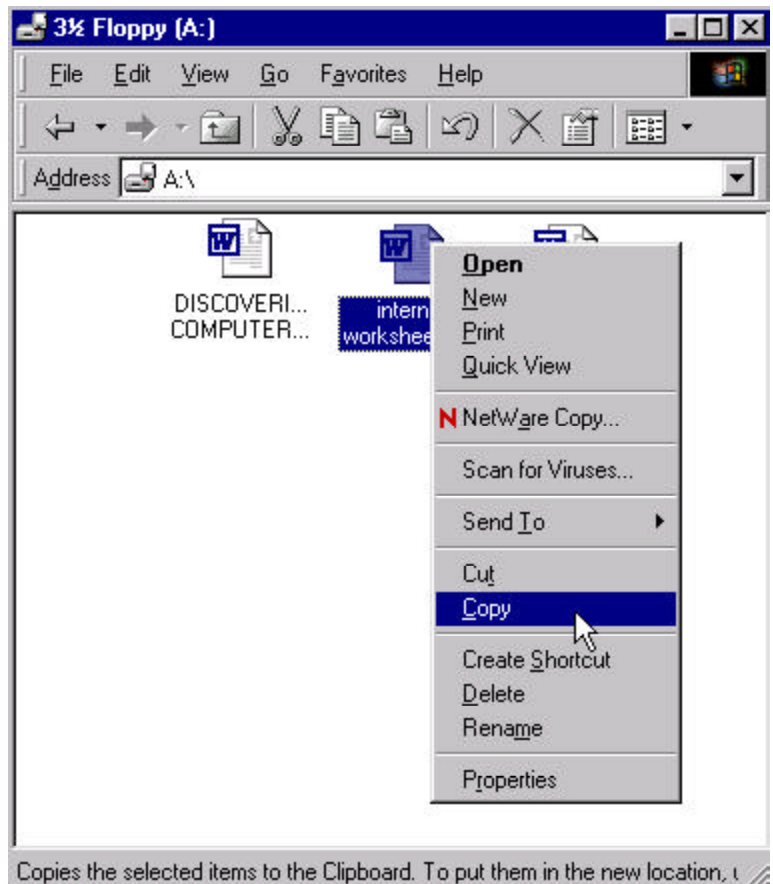 3½ Floppy (A:)
File Edit View Go Favorites Help
Address A:\
DISCOVERI...
COMPUTER...
intern
workshee
Open
New
Print
Quick View
N NetWare Copy...
Scan for Viruses...
Send To
Cut
Copy
Create Shortcut
Delete
Rename
Properties
Copies the selected items to the Clipboard. To put them in the new location,